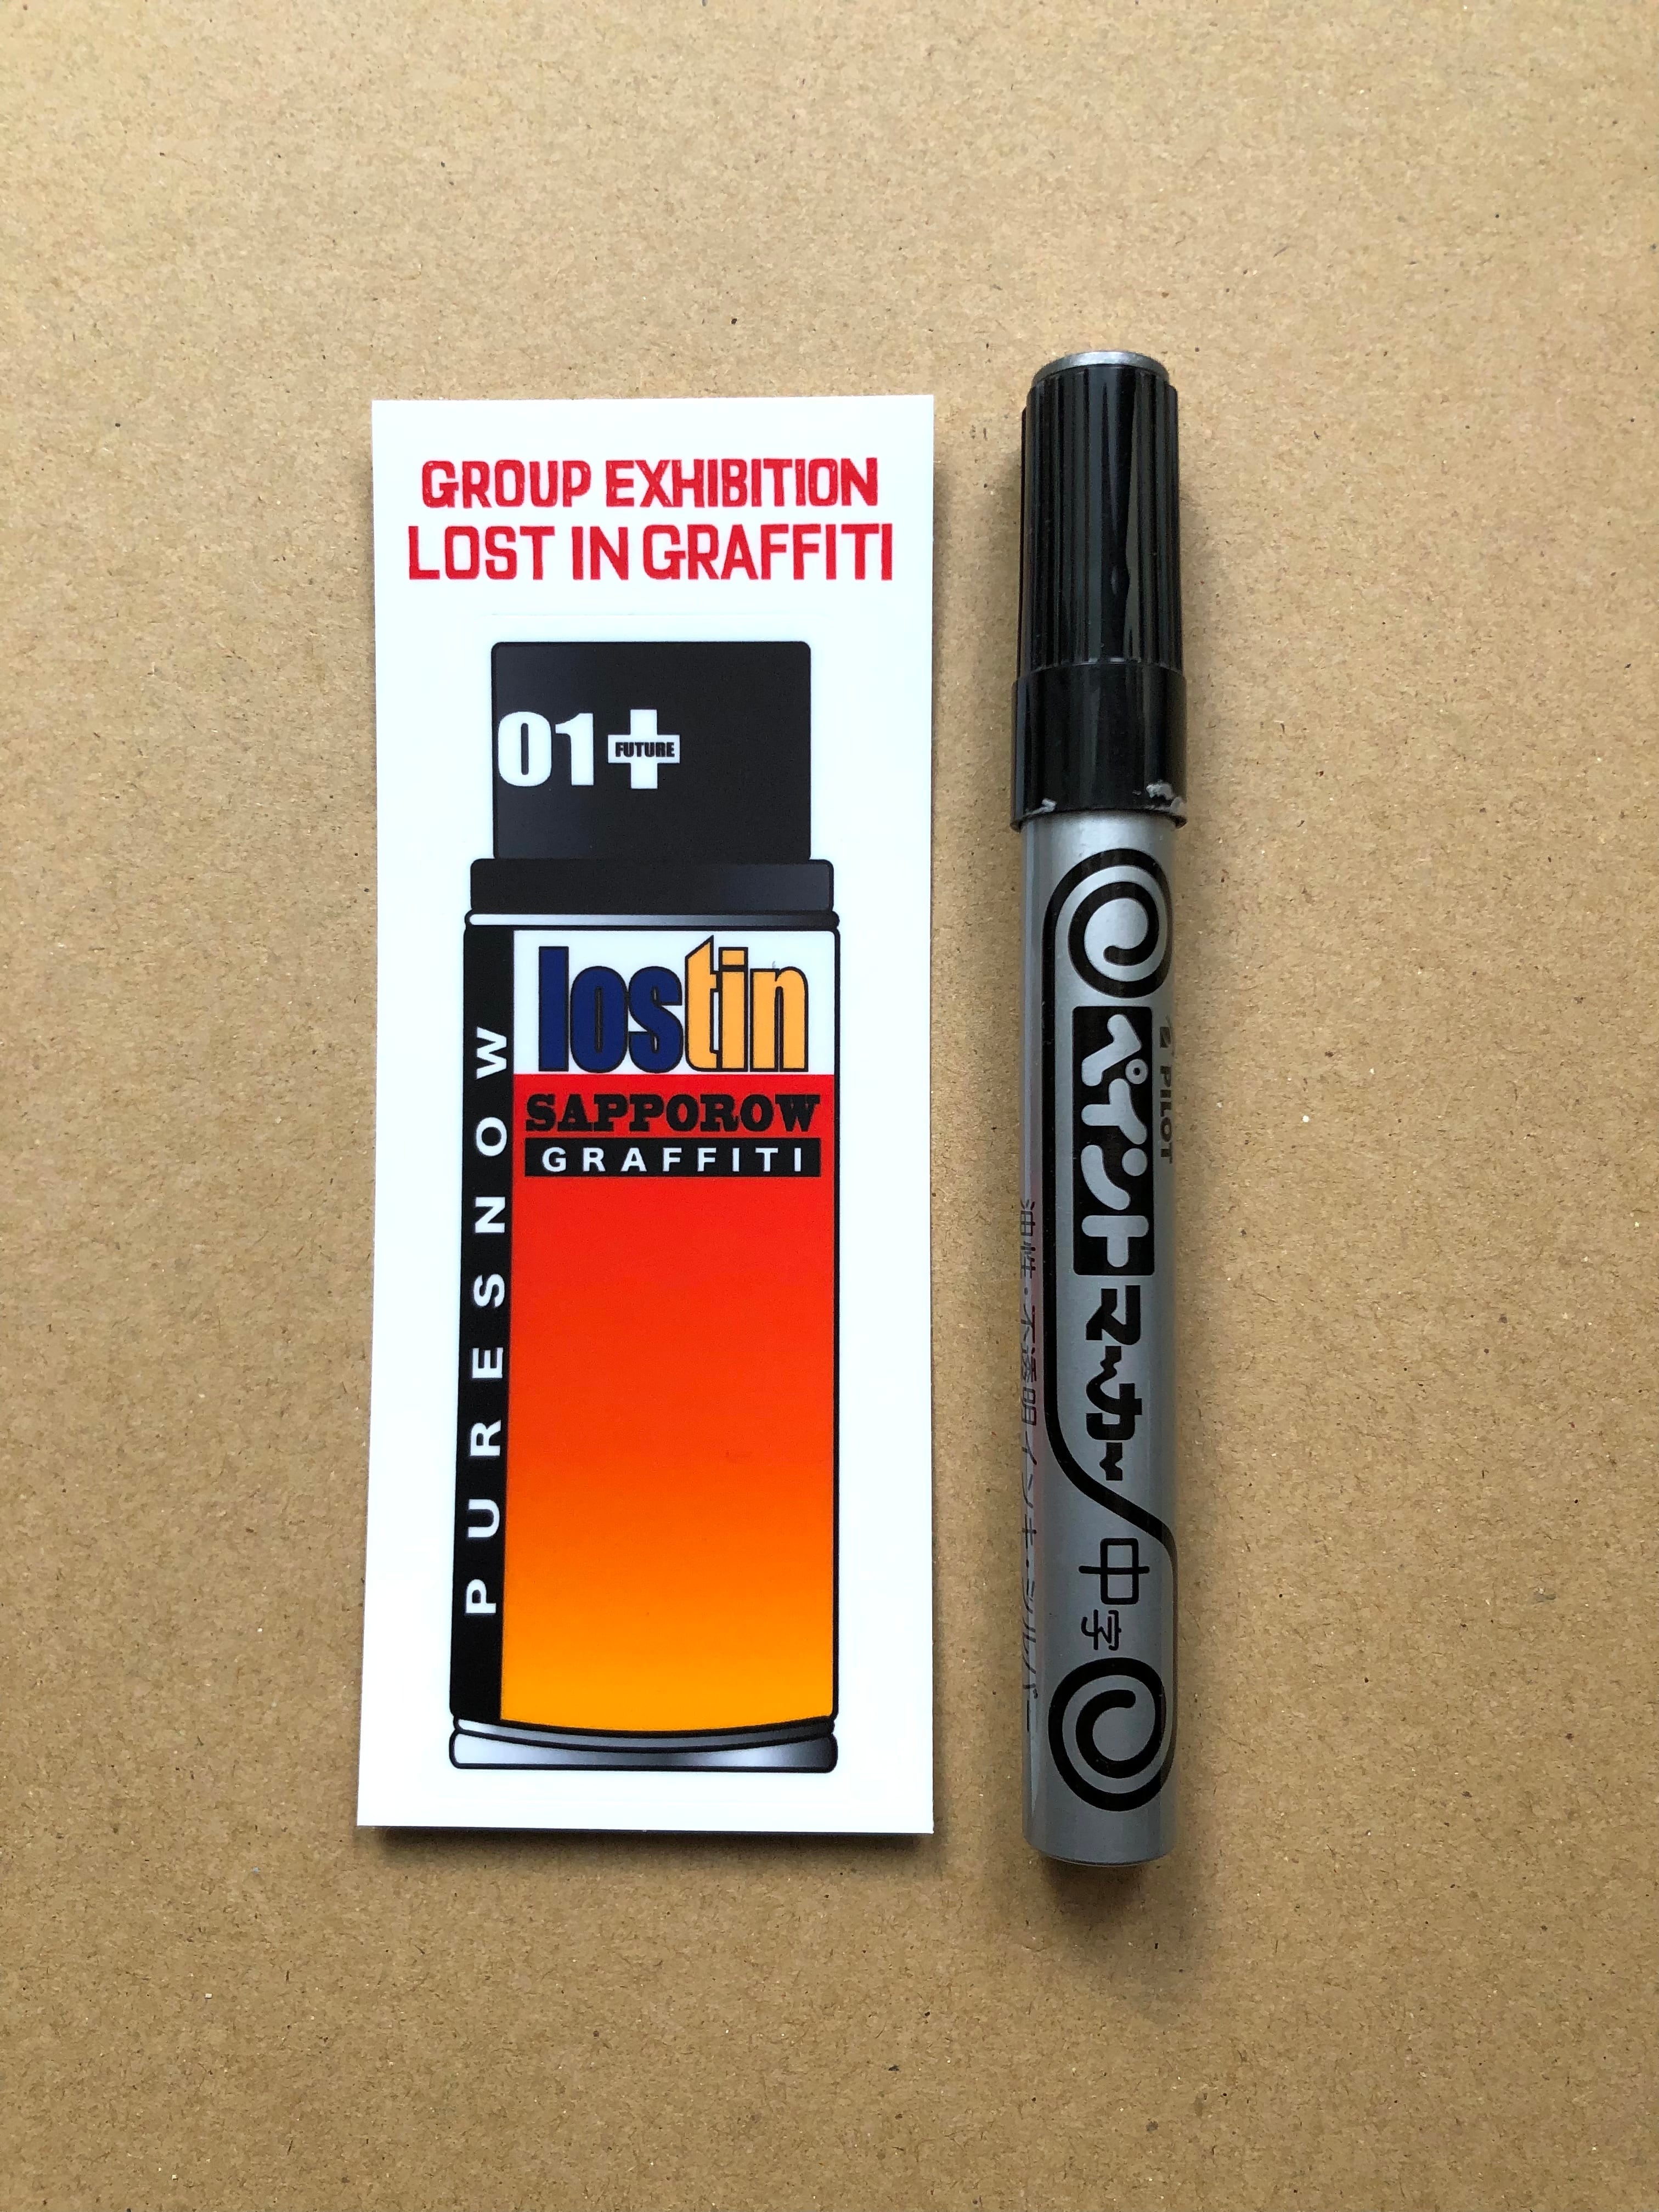 GROUP EXHIBITION
LOST IN GRAFFITI
01+
FUTURE
lostin
SAPPOROW
GRAFFITI
PURESNOW
PILOT
ペイントマーカー 中字
油性・不透明インキ・シルバー